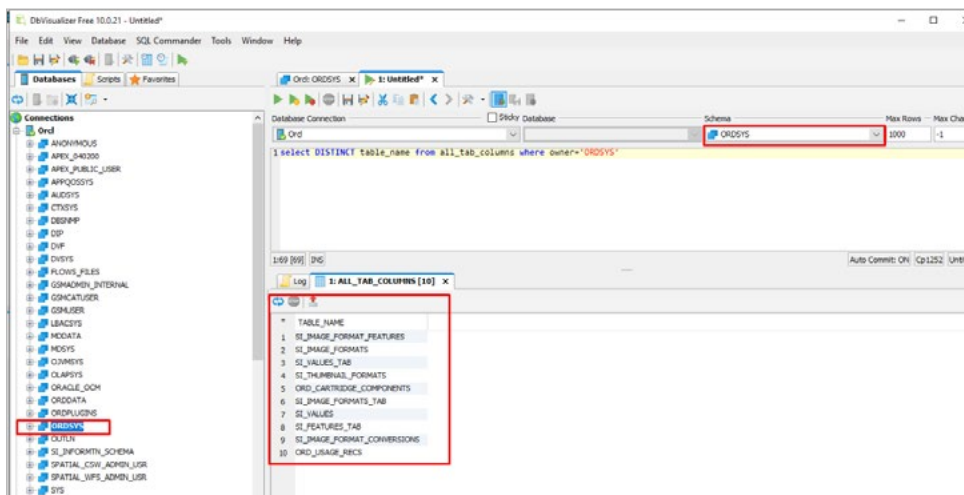 DbVisualizer Free 10.0.21 - Untitled*
File Edit View Database SQL Commander Tools Window Help
Databases Scripts Favorites
Connections
Orcl
ANONYMOUS
APEX_040200
APEX_PUBLIC_USER
APPQOSSYS
AUDSYS
CTXSYS
DBSNMP
DIP
DVF
DVSYS
FLOWS_FILES
GSMADMIN_INTERNAL
GSMCATUSER
GSMUSER
LBACSYS
MDDATA
MDSYS
OJVMSYS
OLAPSYS
ORACLE_OCM
ORDDATA
ORDPLUGINS
ORDSYS
OUTLN
SI_INFORMTN_SCHEMA
SPATIAL_CSW_ADMIN_USR
SPATIAL_WFS_ADMIN_USR
SYS
Orcl: ORDSYS x 1: Untitled* x
Database Connection Sticky Database Schema Max Rows Max Cha
Orcl ORDSYS 1000 -1
1 select DISTINCT table_name from all_tab_columns where owner='ORDSYS'
1:69 [69] INS Auto Commit: ON Cp1252 Unti
Log 1: ALL_TAB_COLUMNS [10] x
* TABLE_NAME
1 SI_IMAGE_FORMAT_FEATURES
2 SI_IMAGE_FORMATS
3 SI_VALUES_TAB
4 SI_THUMBNAIL_FORMATS
5 ORD_CARTRIDGE_COMPONENTS
6 SI_IMAGE_FORMATS_TAB
7 SI_VALUES
8 SI_FEATURES_TAB
9 SI_IMAGE_FORMAT_CONVERSIONS
10 ORD_USAGE_RECS